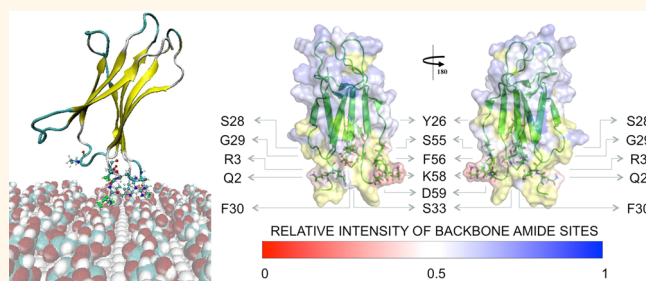 180
S28
G29
R3
Q2
F30
Y26
S55
F56
K58
D59
S33
S28
G29
R3
Q2
F30
RELATIVE INTENSITY OF BACKBONE AMIDE SITES
0 0.5 1